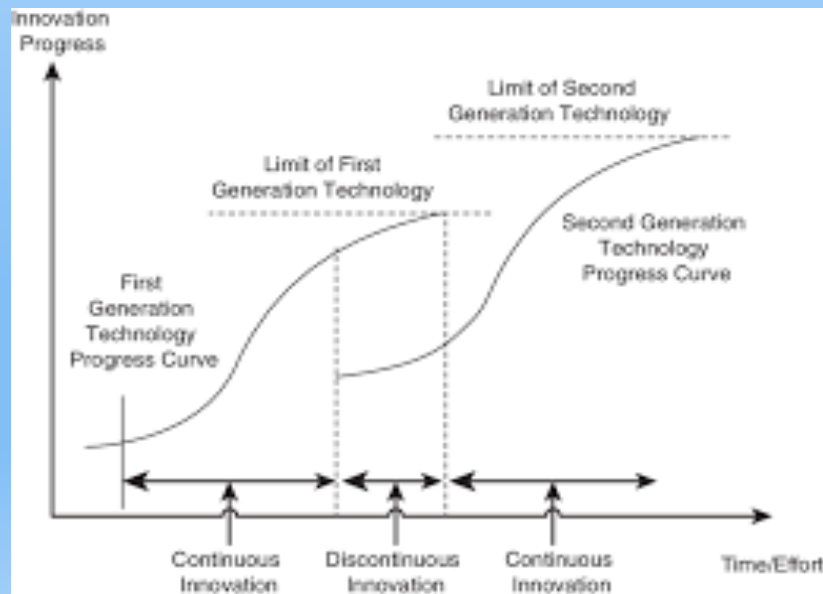 Innovation
Progress
Limit of Second
Generation Technology
Limit of First
Generation Technology
Second Generation
Technology
Progress Curve
First
Generation
Technology
Progress Curve
Continuous
Innovation
Discontinuous
Innovation
Continuous
Innovation
Time/Effort